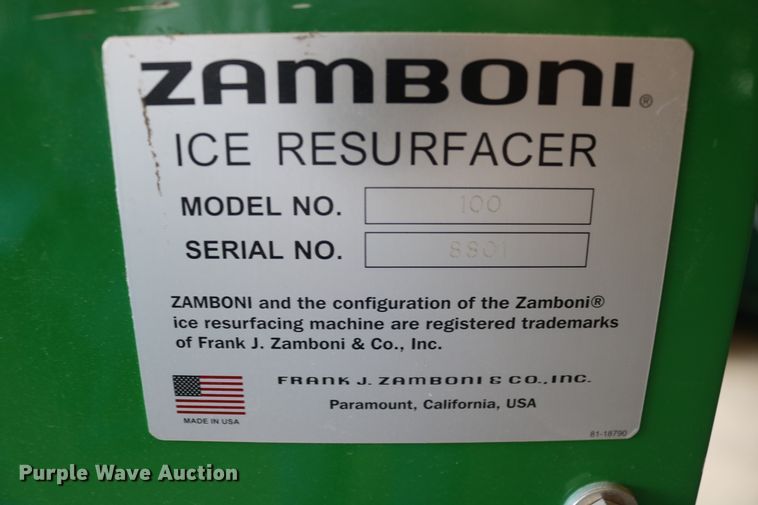 ZAMBONI®
ICE RESURFACER
MODEL NO. 100
SERIAL NO. 8801
ZAMBONI and the configuration of the Zamboni®
ice resurfacing machine are registered trademarks
of Frank J. Zamboni & Co., Inc.
FRANK J. ZAMBONI & CO., INC.
MADE IN USA
Paramount, California, USA
81-18790
Purple Wave Auction